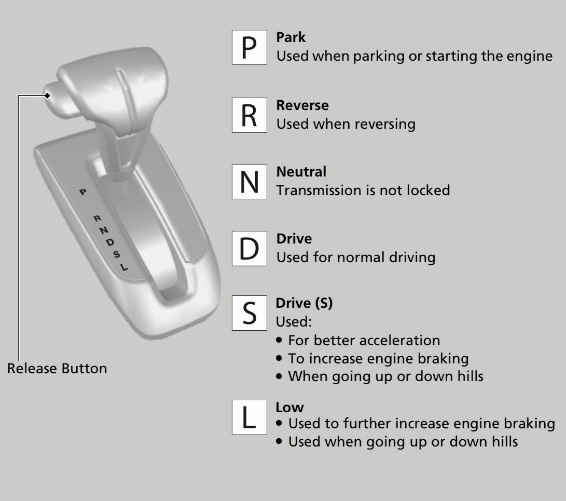 P
Park
Used when parking or starting the engine
R
Reverse
Used when reversing
N
Neutral
Transmission is not locked
D
Drive
Used for normal driving
S
Drive (S)
Used:
• For better acceleration
• To increase engine braking
• When going up or down hills
L
Low
• Used to further increase engine braking
• Used when going up or down hills
P
R
N
D
S
L
Release Button